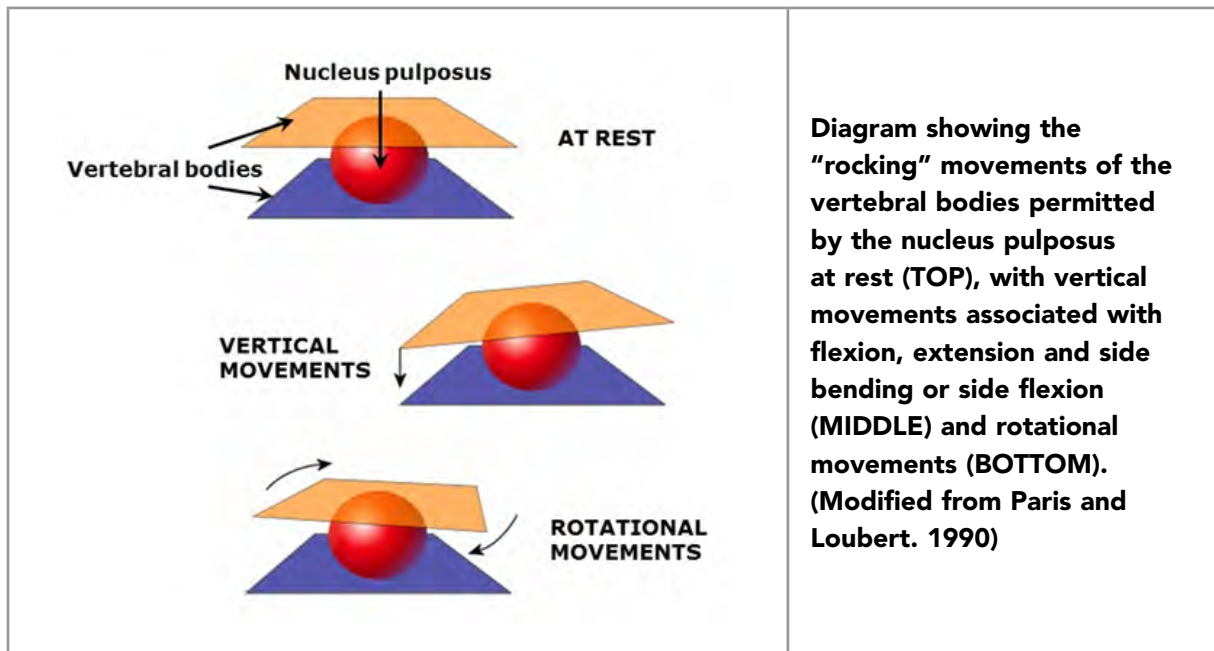 Nucleus pulposus
AT REST
Vertebral bodies
VERTICAL
MOVEMENTS
ROTATIONAL
MOVEMENTS
Diagram showing the
“rocking” movements of the
vertebral bodies permitted
by the nucleus pulposus
at rest (TOP), with vertical
movements associated with
flexion, extension and side
bending or side flexion
(MIDDLE) and rotational
movements (BOTTOM).
(Modified from Paris and
Loubert. 1990)